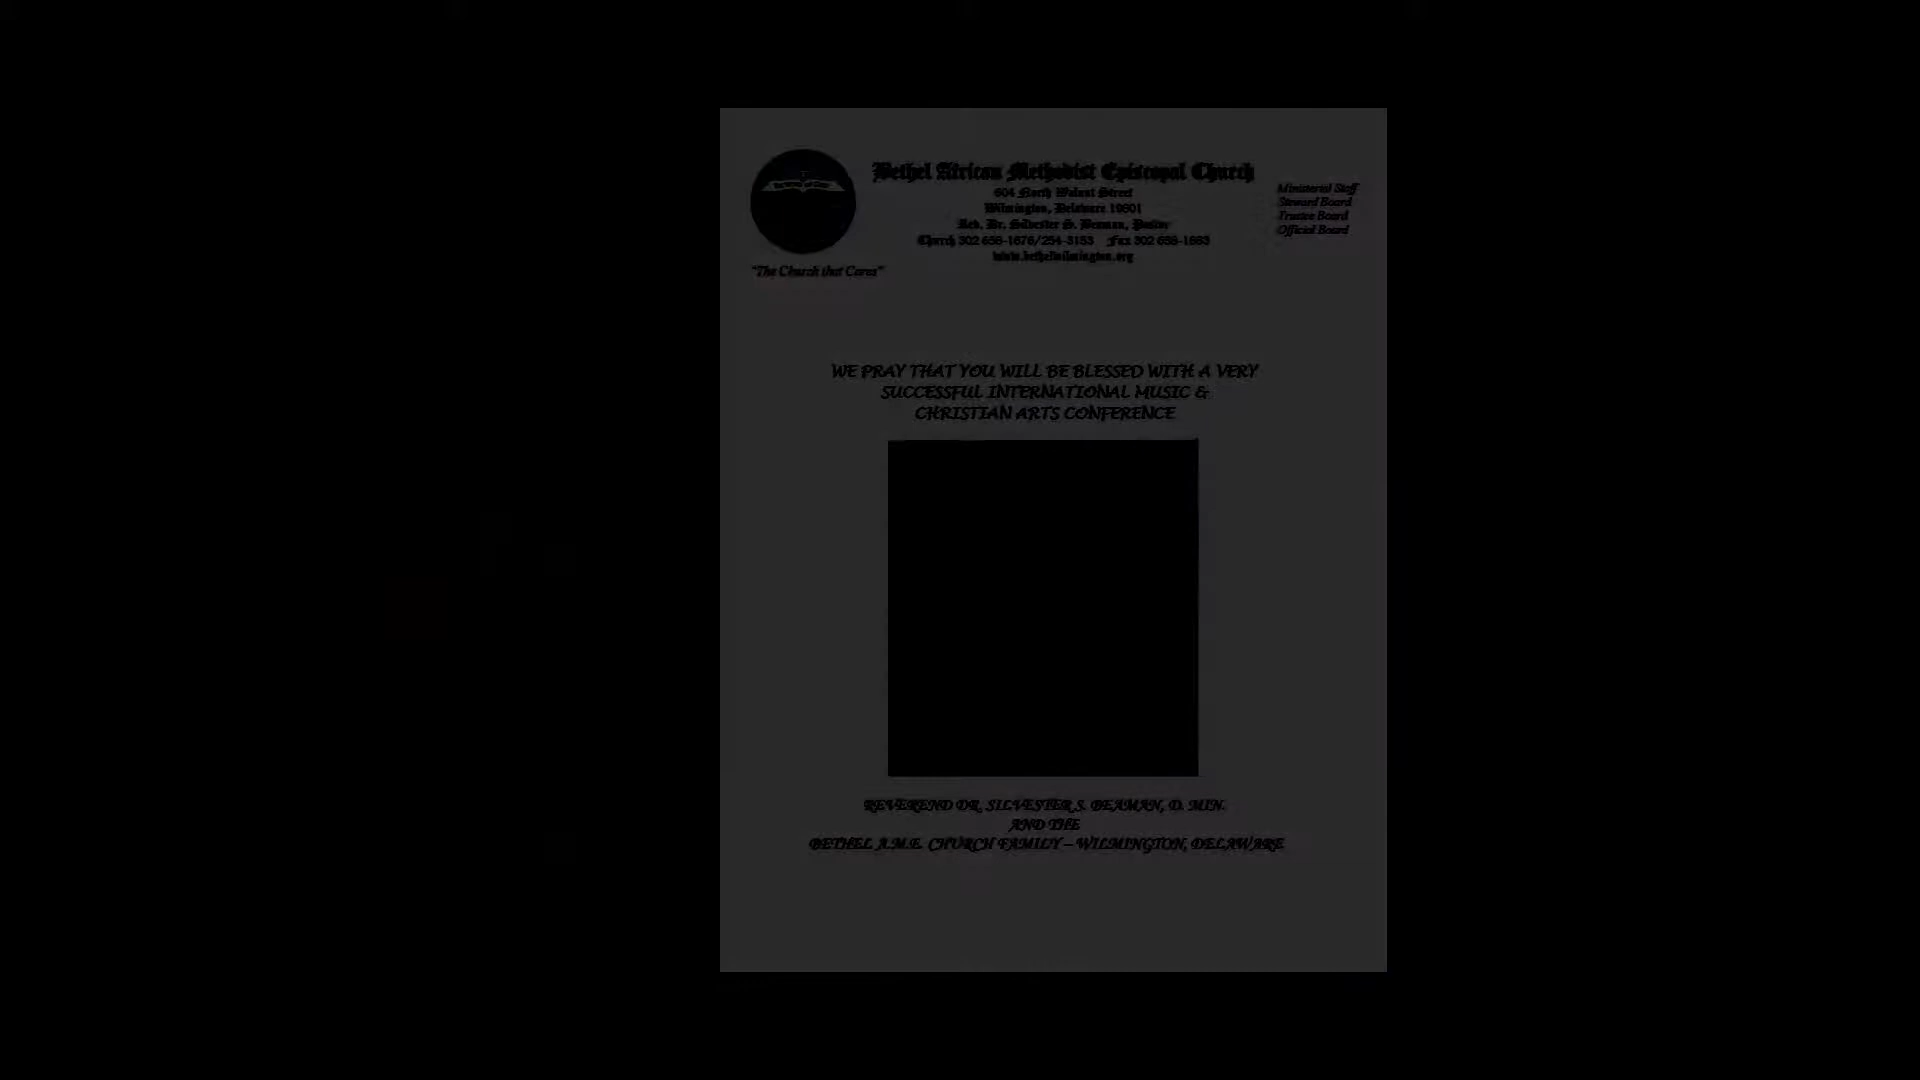 Bethel African Methodist Episcopal Church
604 North Walnut Street
Wilmington, Delaware 19801
Rev. Dr. Silvester S. Beaman, Pastor
Church 302 656-1676/254-3153 Fax 302
www.bethelwilmington.org
Ministerial Staff
Steward Board
Trustee Board
Official Board
"The Church that Cares"
WE PRAY THAT YOU WILL BE BLESSED WITH A VERY
SUCCESSFUL INTERNATIONAL MUSIC &
CHRISTIAN ARTS CONFERENCE
REVEREND DR. SILVESTER S. BEAMAN, D. MIN.
AND THE
BETHEL A.M.E. CHURCH FAMILY – WILMINGTON, DELAWARE